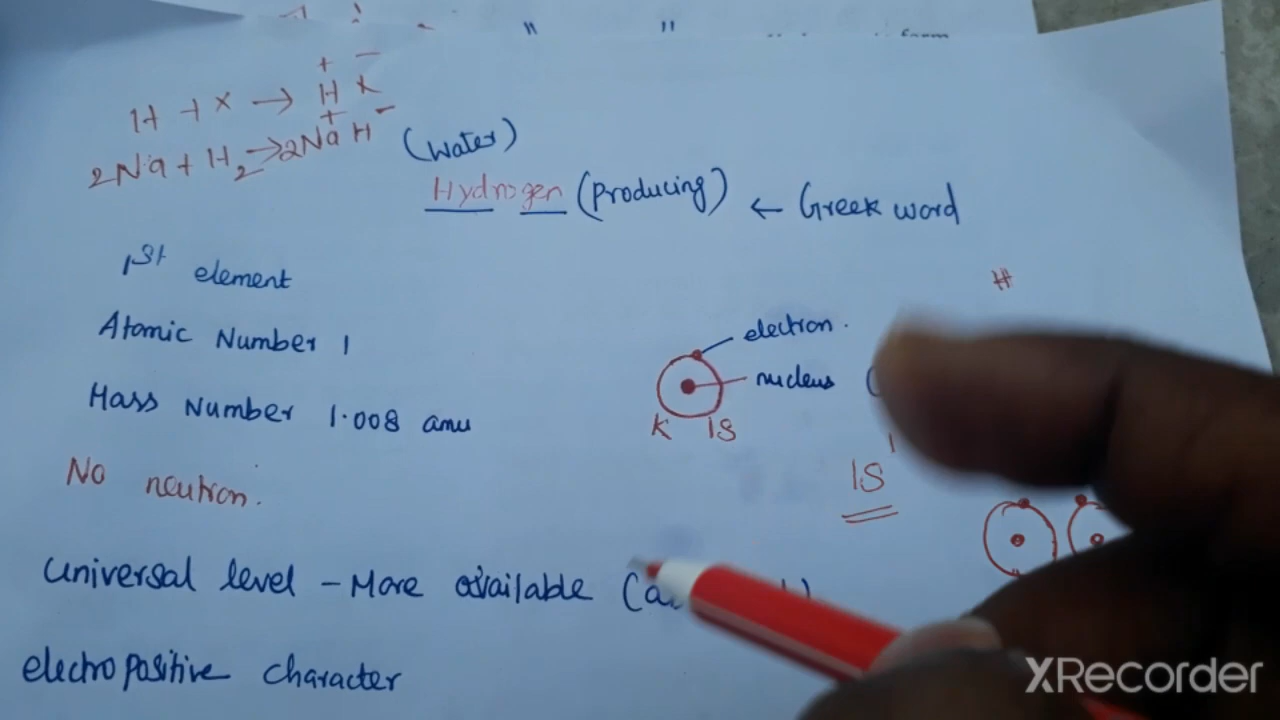 H + x → H⁺ x⁻
2Na + H₂ → 2Na⁺ H⁻
(water)
Hydrogen (Producing) ← Greek word
1st element
electron.
Atomic Number 1
nucleus (
Mass Number 1.008 amu
K 1S
1S¹
No neutron.
Universal level - More available (
electropositive character
XRecorder